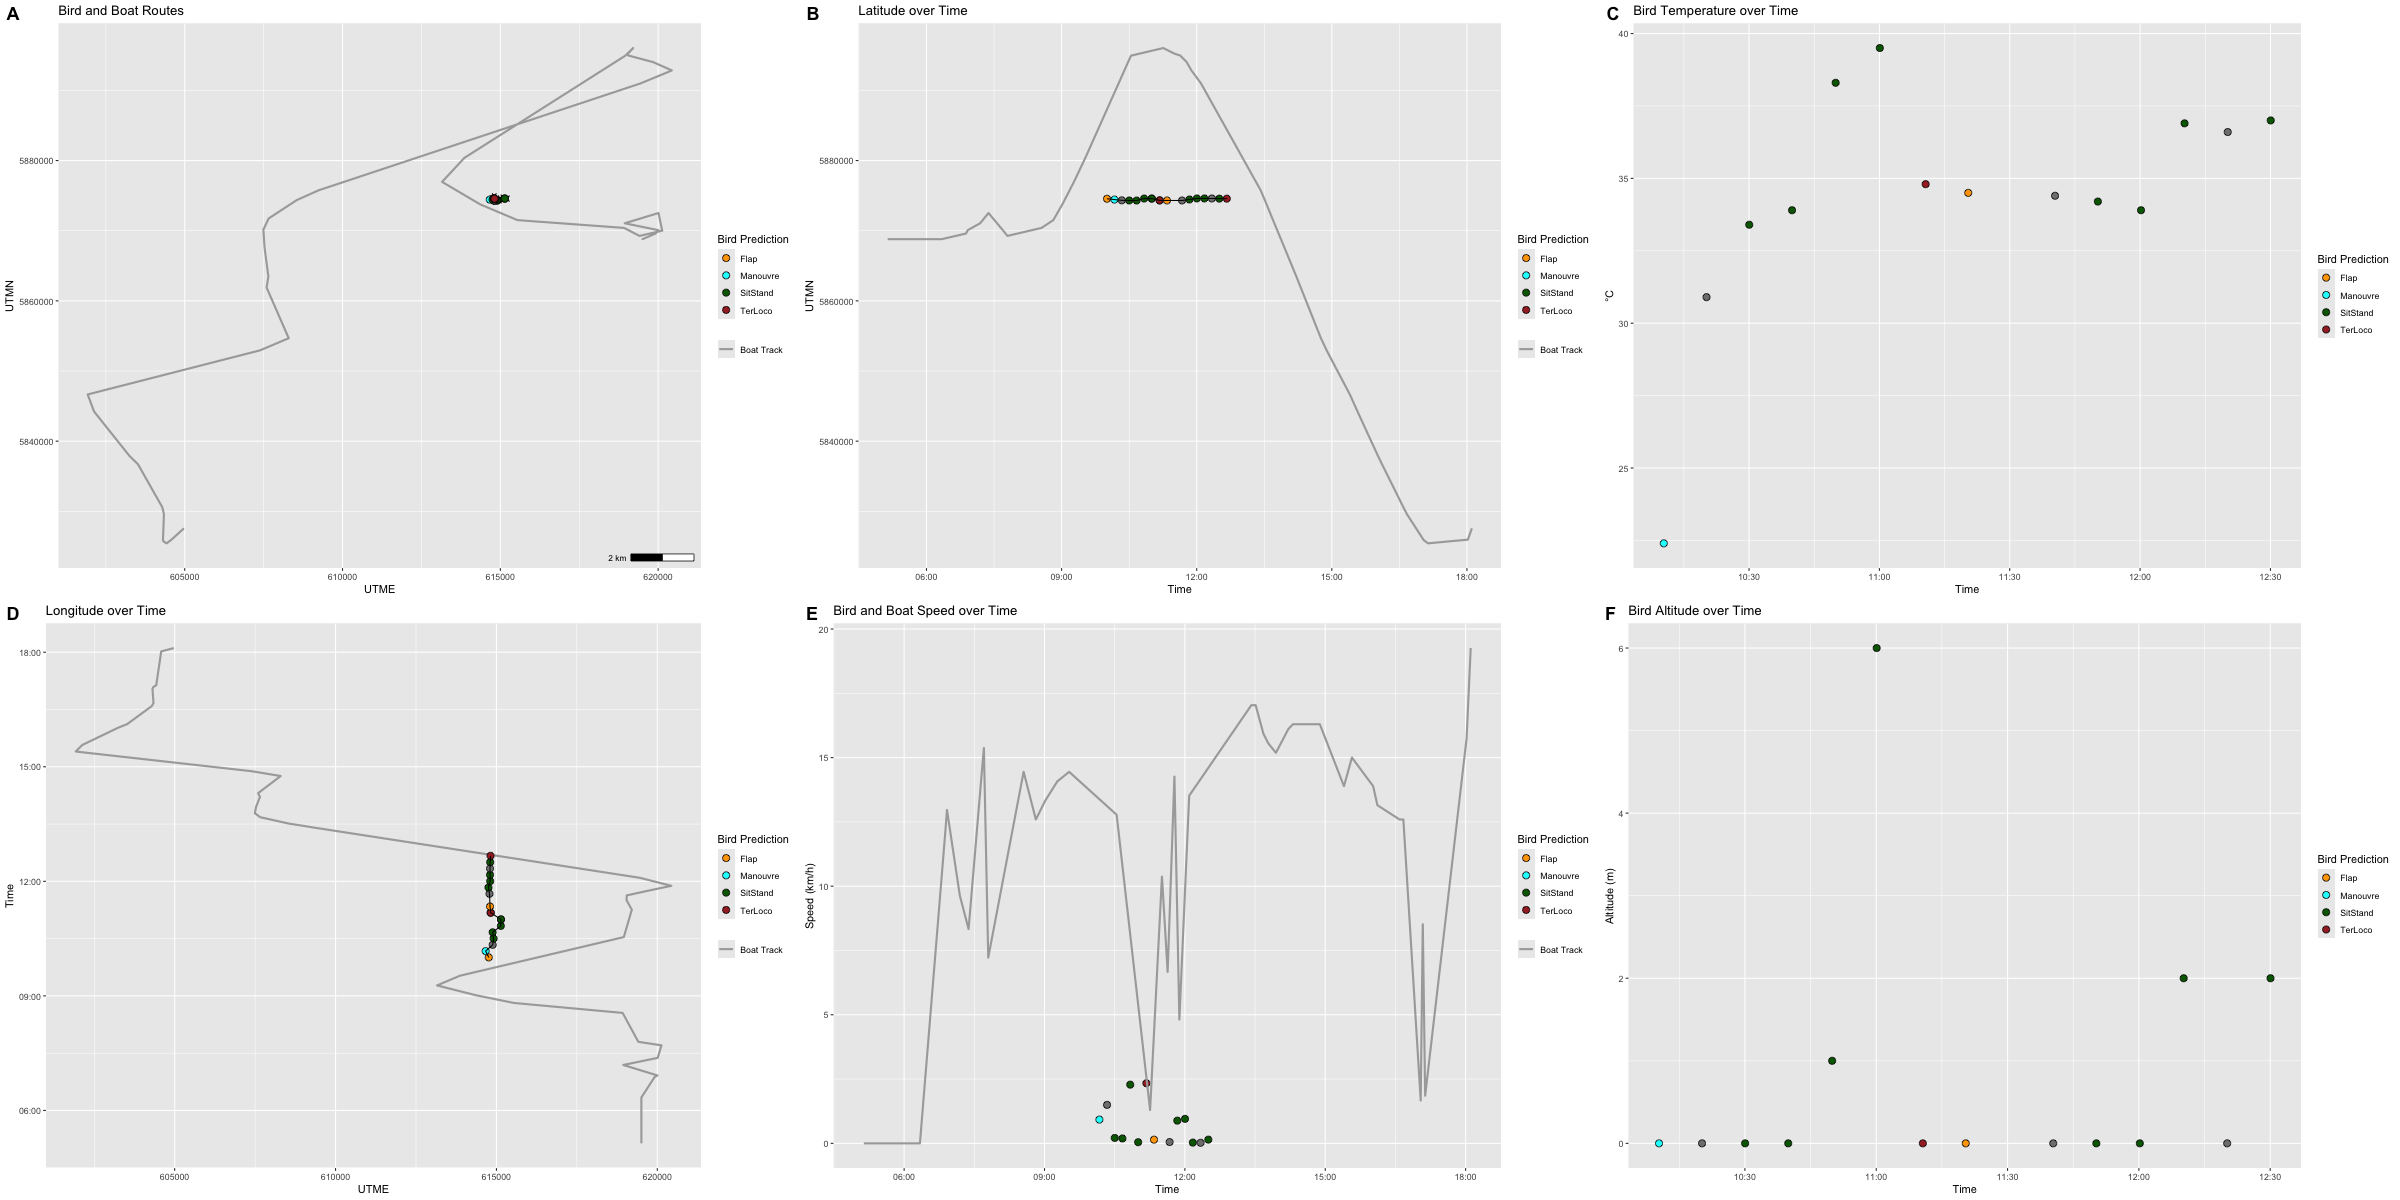 A Bird and Boat Routes
5880000
5860000
5840000
UTMN
605000 610000 615000 620000
UTME
2 km
Bird Prediction
Flap
Manouvre
SitStand
TerLoco
Boat Track
B Latitude over Time
5880000
5860000
5840000
UTMN
06:00 09:00 12:00 15:00 18:00
Time
Bird Prediction
Flap
Manouvre
SitStand
TerLoco
Boat Track
C Bird Temperature over Time
40
35
30
25
°C
10:30 11:00 11:30 12:00 12:30
Time
Bird Prediction
Flap
Manouvre
SitStand
TerLoco
D Longitude over Time
18:00
15:00
12:00
09:00
06:00
Time
605000 610000 615000 620000
UTME
Bird Prediction
Flap
Manouvre
SitStand
TerLoco
Boat Track
E Bird and Boat Speed over Time
20
15
10
5
0
Speed (km/h)
06:00 09:00 12:00 15:00 18:00
Time
Bird Prediction
Flap
Manouvre
SitStand
TerLoco
Boat Track
F Bird Altitude over Time
6
4
2
0
Altitude (m)
10:30 11:00 11:30 12:00 12:30
Time
Bird Prediction
Flap
Manouvre
SitStand
TerLoco